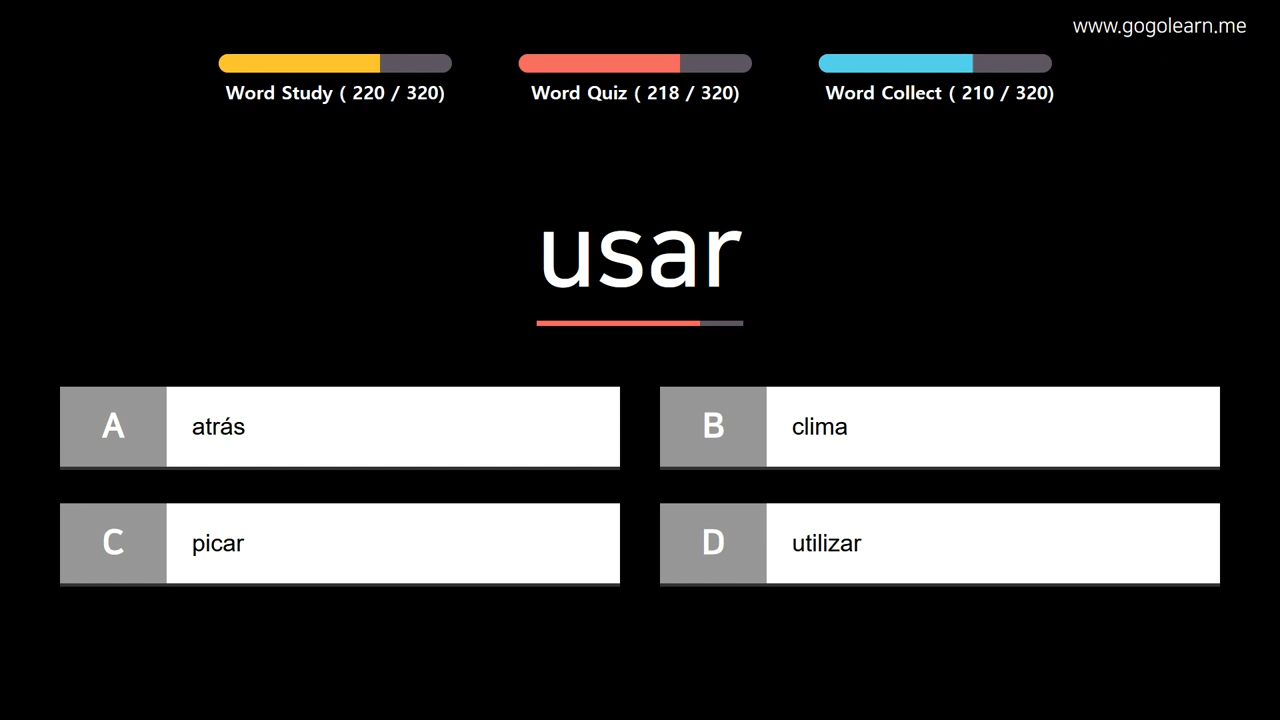 www.gogolearn.me
Word Study ( 220 / 320)
Word Quiz ( 218 / 320)
Word Collect ( 210 / 320)
usar
A atrás
B clima
C picar
D utilizar